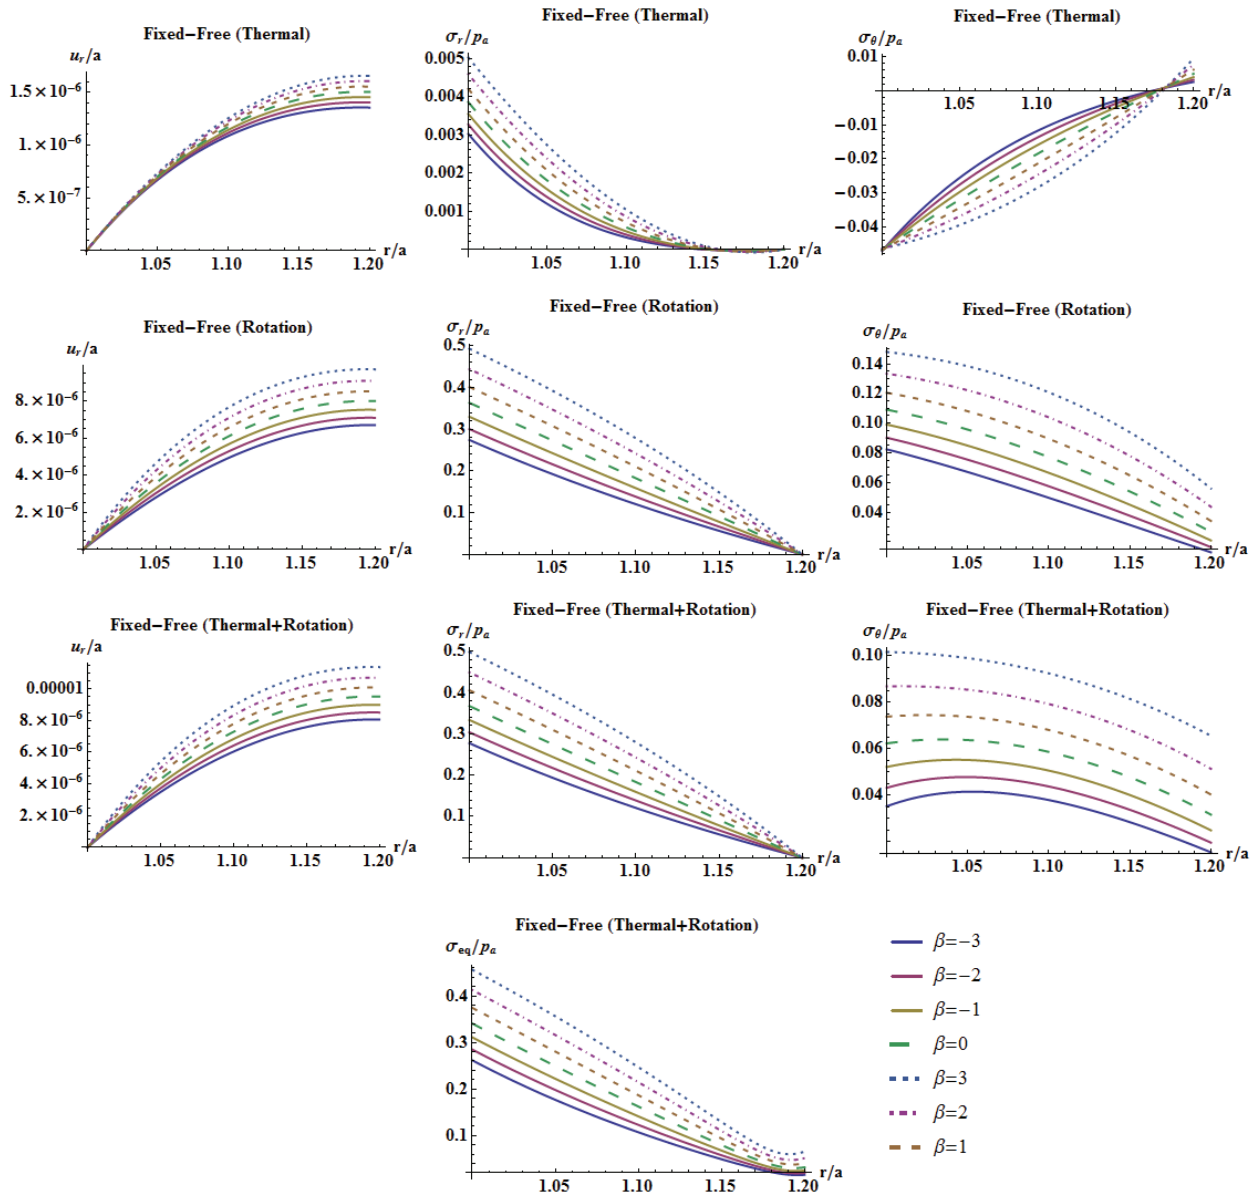 Fixed−Free (Thermal)
u_r/a
1.5×10⁻⁶
1.×10⁻⁶
5.×10⁻⁷
1.05 1.10 1.15 1.20 r/a
Fixed−Free (Thermal)
σ_r/p_a
0.005
0.004
0.003
0.002
0.001
1.05 1.10 1.15 1.20 r/a
Fixed−Free (Thermal)
σ_θ/p_a
0.01
r/a
1.05 1.10 1.15 1.20
−0.01
−0.02
−0.03
−0.04
Fixed−Free (Rotation)
u_r/a
8.×10⁻⁶
6.×10⁻⁶
4.×10⁻⁶
2.×10⁻⁶
1.05 1.10 1.15 1.20 r/a
Fixed−Free (Rotation)
σ_r/p_a
0.5
0.4
0.3
0.2
0.1
1.05 1.10 1.15 1.20 r/a
Fixed−Free (Rotation)
σ_θ/p_a
0.14
0.12
0.10
0.08
0.06
0.04
1.05 1.10 1.15 1.20 r/a
Fixed−Free (Thermal+Rotation)
u_r/a
0.00001
8.×10⁻⁶
6.×10⁻⁶
4.×10⁻⁶
2.×10⁻⁶
1.05 1.10 1.15 1.20 r/a
Fixed−Free (Thermal+Rotation)
σ_r/p_a
0.5
0.4
0.3
0.2
0.1
1.05 1.10 1.15 1.20 r/a
Fixed−Free (Thermal+Rotation)
σ_θ/p_a
0.10
0.08
0.06
0.04
1.05 1.10 1.15 1.20 r/a
Fixed−Free (Thermal+Rotation)
σ_eq/p_a
0.4
0.3
0.2
0.1
1.05 1.10 1.15 1.20 r/a
β=−3
β=−2
β=−1
β=0
β=3
β=2
β=1